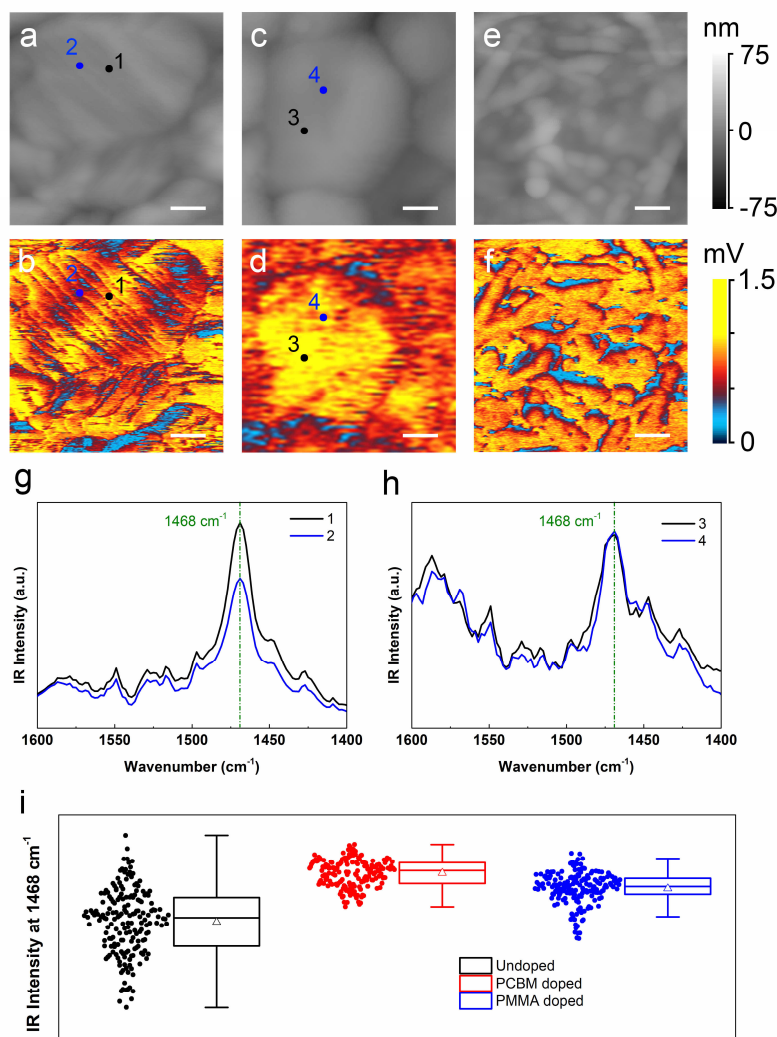 a
2
1
c
4
3
e
nm
75
0
-75
b
2
1
d
4
3
f
mV
1.5
0
g
1468 cm⁻¹
1
2
IR Intensity (a.u.)
1600
1550
1500
1450
1400
Wavenumber (cm⁻¹)
h
1468 cm⁻¹
3
4
IR Intensity (a.u.)
1600
1550
1500
1450
1400
Wavenumber (cm⁻¹)
i
IR Intensity at 1468 cm⁻¹
Undoped
PCBM doped
PMMA doped